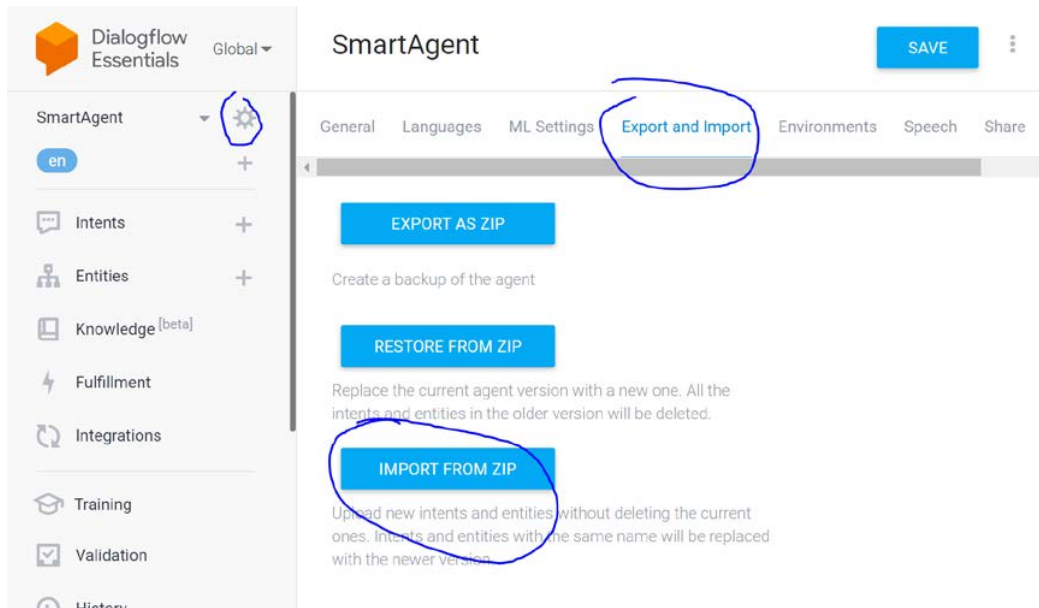 Dialogflow
Essentials
Global
SmartAgent
SAVE
SmartAgent
en
General Languages ML Settings Export and Import Environments Speech Share
Intents
Entities
Knowledge [beta]
Fulfillment
Integrations
Training
Validation
History
EXPORT AS ZIP
Create a backup of the agent
RESTORE FROM ZIP
Replace the current agent version with a new one. All the
intents and entities in the older version will be deleted.
IMPORT FROM ZIP
Upload new intents and entities without deleting the current
ones. Intents and entities with the same name will be replaced
with the newer version.